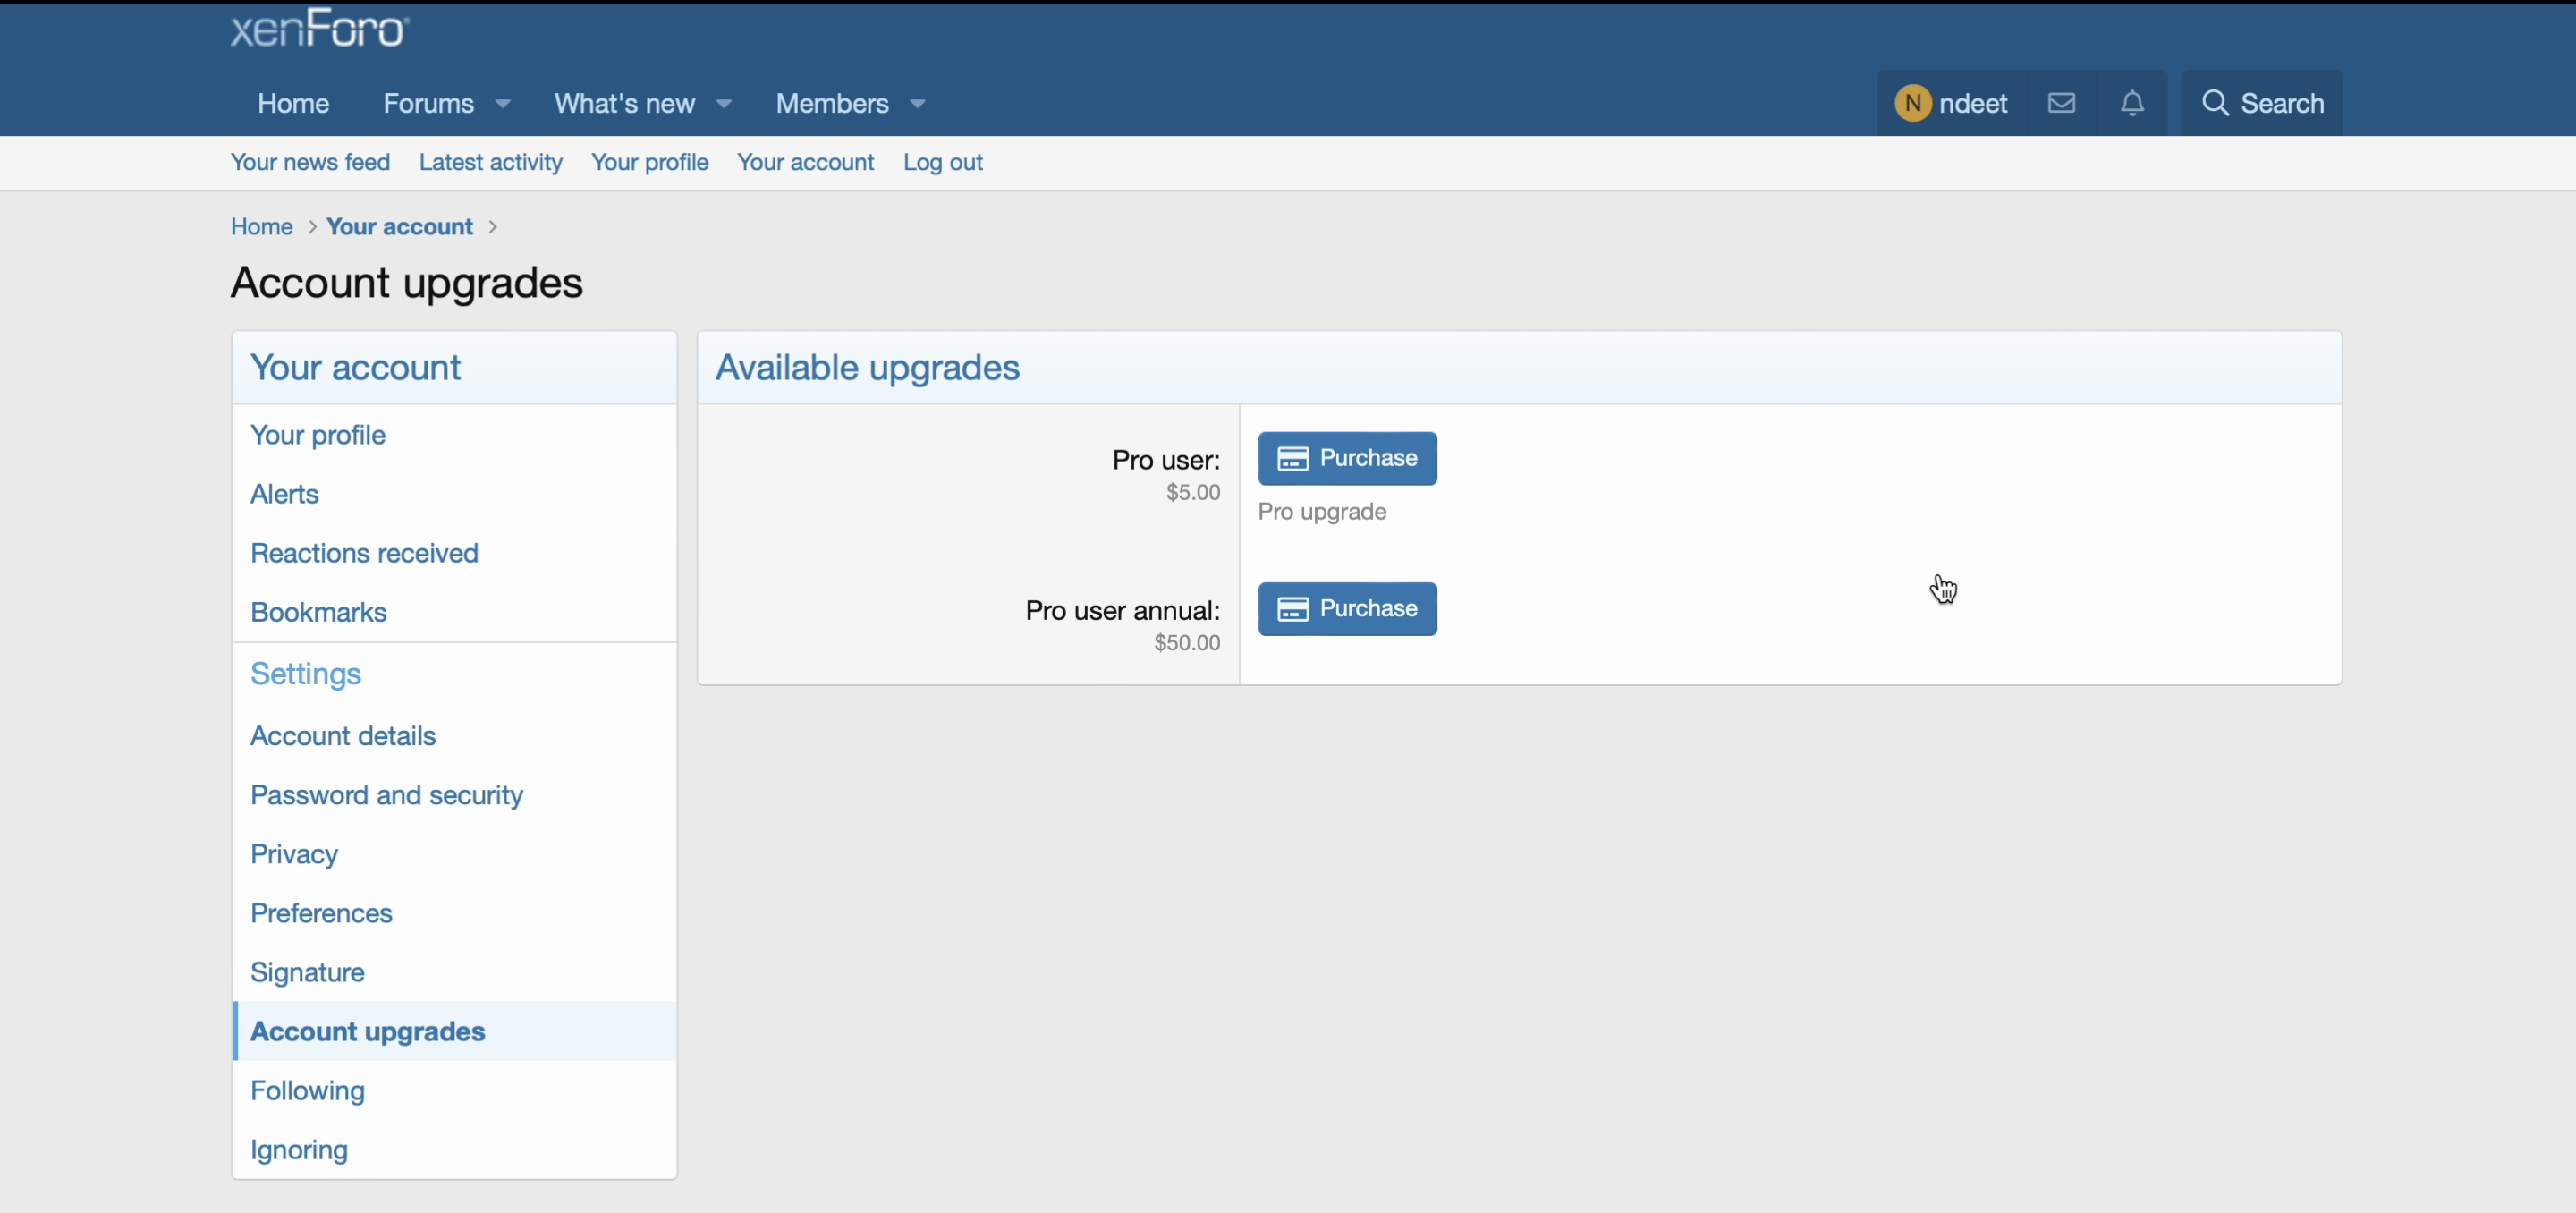 xenForo
Home Forums What's new Members N ndeet Search
Your news feed Latest activity Your profile Your account Log out
Home > Your account >
Account upgrades
Your account
Your profile
Alerts
Reactions received
Bookmarks
Settings
Account details
Password and security
Privacy
Preferences
Signature
Account upgrades
Following
Ignoring
Available upgrades
Pro user: Purchase
$5.00
Pro upgrade
Pro user annual: Purchase
$50.00